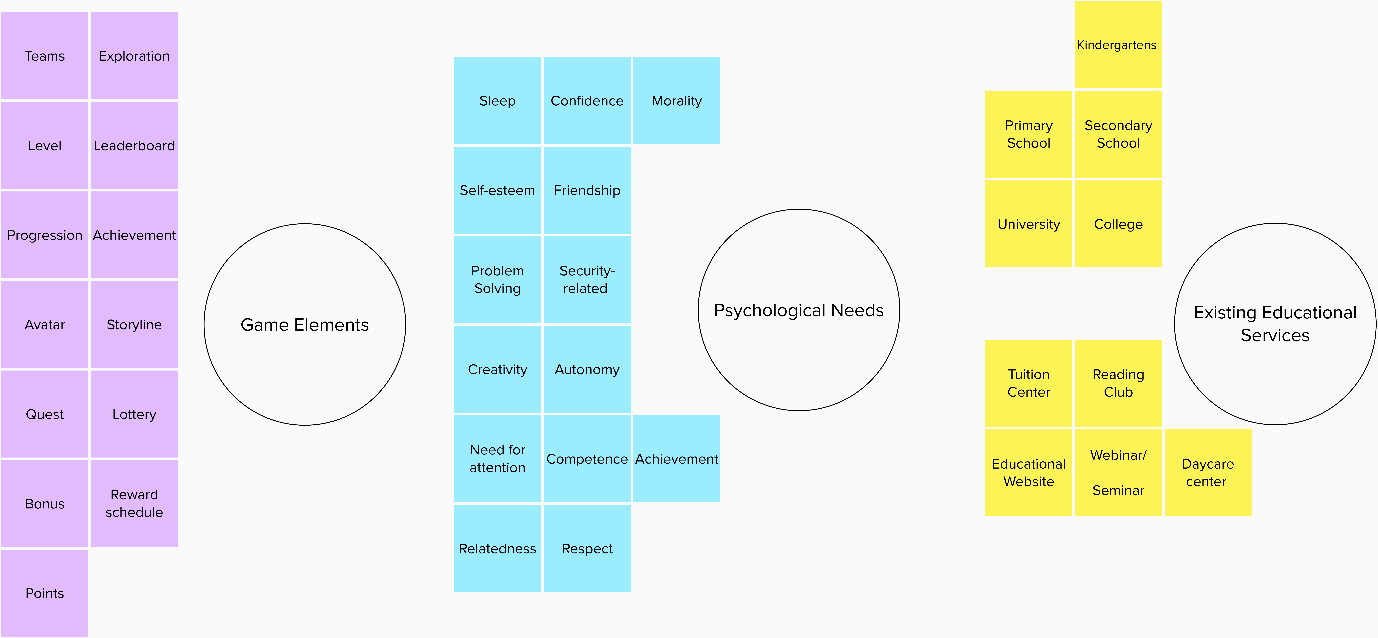 Teams
Exploration
Level
Leaderboard
Progression
Achievement
Avatar
Storyline
Quest
Lottery
Bonus
Reward
schedule
Points
Game Elements
Sleep
Confidence
Morality
Self-esteem
Friendship
Problem
Solving
Security-
related
Creativity
Autonomy
Need for
attention
Competence
Achievement
Relatedness
Respect
Psychological Needs
Kindergartens
Primary
School
Secondary
School
University
College
Tuition
Center
Reading
Club
Educational
Website
Webinar/
Seminar
Daycare
center
Existing Educational
Services